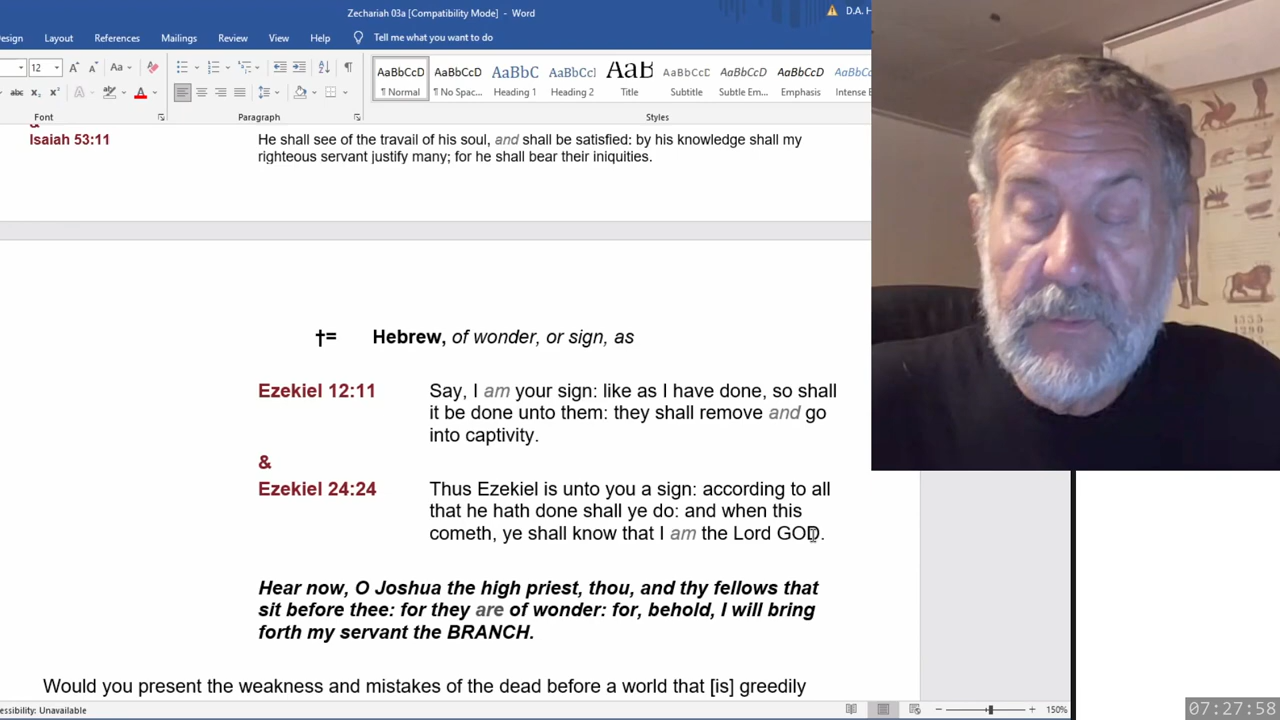 Zechariah 03a [Compatibility Mode] - Word
D.A. H
esign Layout References Mailings Review View Help Tell me what you want to do
12
Aa
AaBbCcD AaBbCcD AaBbC AaBbCcI AaB AaBbCcD AaBbCcD AaBbCcD AaBbCc
¶ Normal ¶ No Spac... Heading 1 Heading 2 Title Subtitle Subtle Em... Emphasis Intense E
Font Paragraph Styles
&
Isaiah 53:11 He shall see of the travail of his soul, and shall be satisfied: by his knowledge shall my
righteous servant justify many; for he shall bear their iniquities.
†= Hebrew, of wonder, or sign, as
Ezekiel 12:11 Say, I am your sign: like as I have done, so shall
it be done unto them: they shall remove and go
into captivity.
&
Ezekiel 24:24 Thus Ezekiel is unto you a sign: according to all
that he hath done shall ye do: and when this
cometh, ye shall know that I am the Lord GOD.
Hear now, O Joshua the high priest, thou, and thy fellows that
sit before thee: for they are of wonder: for, behold, I will bring
forth my servant the BRANCH.
Would you present the weakness and mistakes of the dead before a world that [is] greedily
essibility: Unavailable
150%
07:27:58